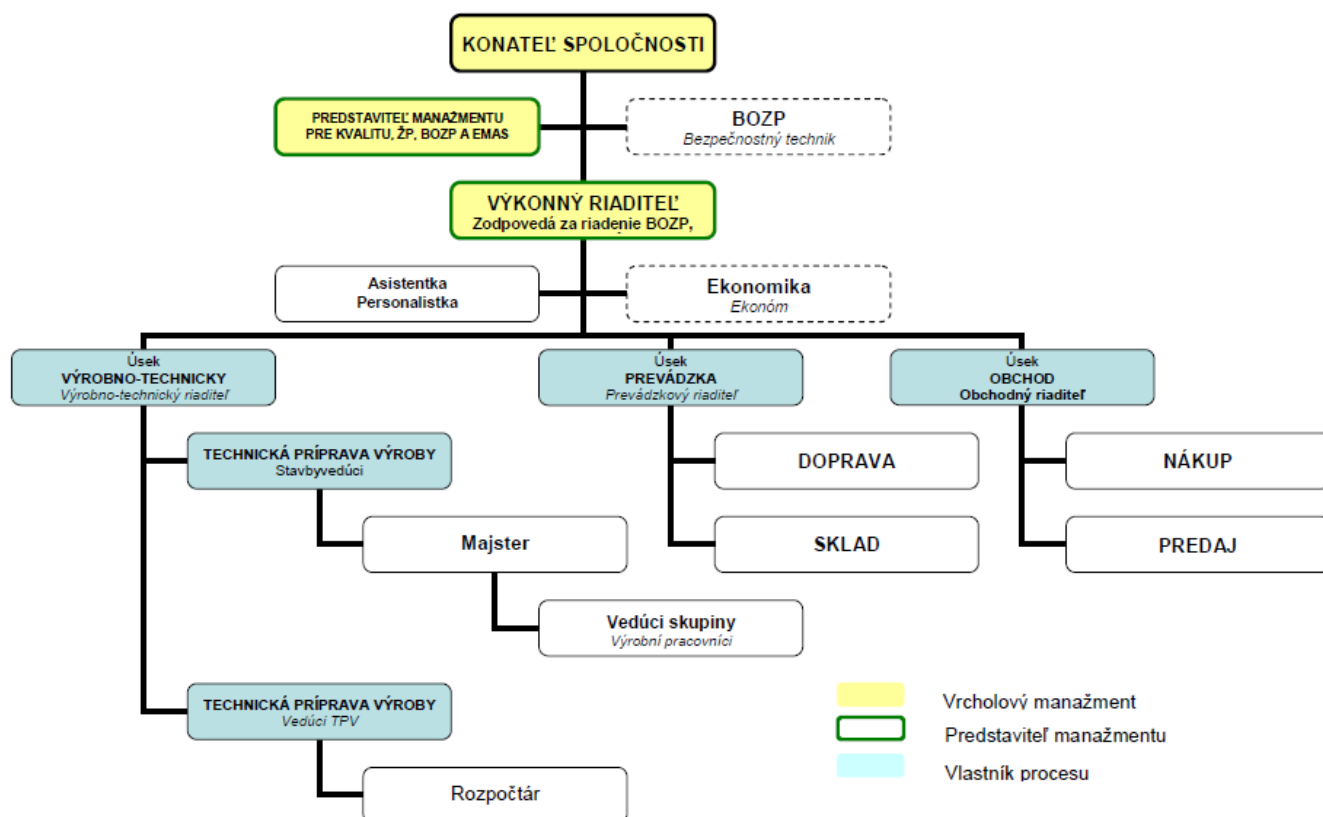 KONATEĽ SPOLOČNOSTI
PREDSTAVITEĽ MANAŽMENTU
PRE KVALITU, ŽP, BOZP A EMAS
BOZP
Bezpečnostný technik
VÝKONNÝ RIADITEĽ
Zodpovedá za riadenie BOZP,
Asistentka
Personalistka
Ekonomika
Ekonóm
Úsek
VÝROBNO-TECHNICKY
Výrobno-technický riaditeľ
Úsek
PREVÁDZKA
Prevádzkový riaditeľ
Úsek
OBCHOD
Obchodný riaditeľ
TECHNICKÁ PRÍPRAVA VÝROBY
Stavbyvedúci
DOPRAVA
NÁKUP
Majster
SKLAD
PREDAJ
Vedúci skupiny
Výrobní pracovníci
TECHNICKÁ PRÍPRAVA VÝROBY
Vedúci TPV
Rozpočtár
Vrcholový manažment
Predstaviteľ manažmentu
Vlastník procesu